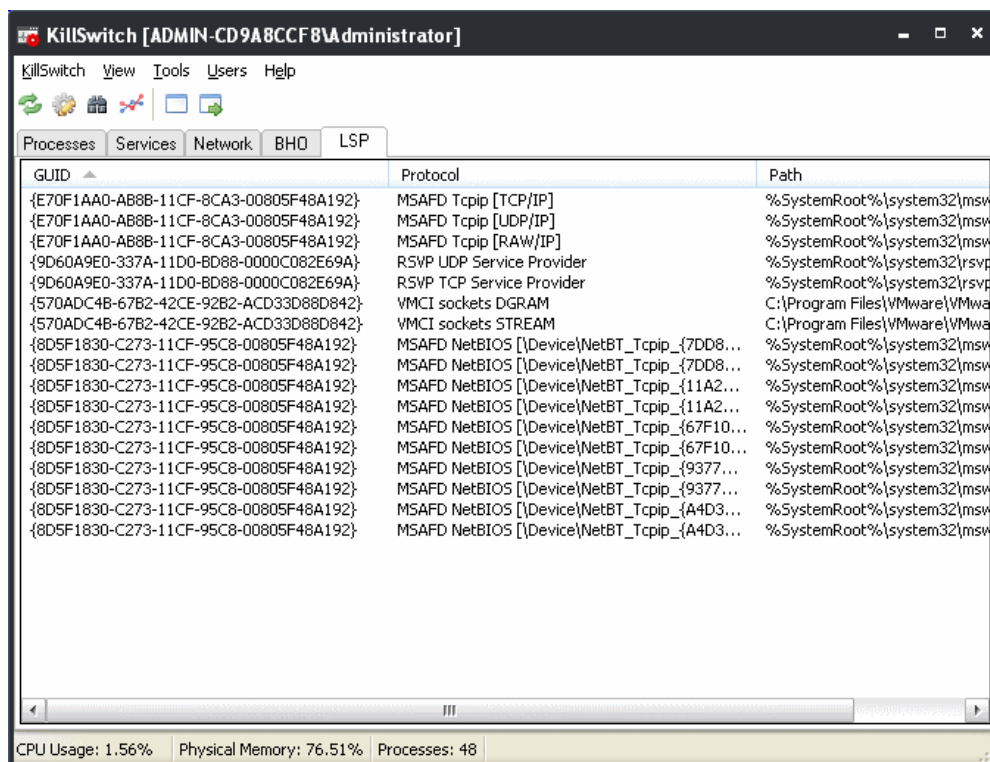 KillSwitch [ADMIN-CD9A8CCF8\Administrator]
KillSwitch View Tools Users Help
Processes Services Network BHO LSP
GUID Protocol Path
{E70F1AA0-AB8B-11CF-8CA3-00805F48A192} MSAFD Tcpip [TCP/IP] %SystemRoot%\system32\msw
{E70F1AA0-AB8B-11CF-8CA3-00805F48A192} MSAFD Tcpip [UDP/IP] %SystemRoot%\system32\msw
{E70F1AA0-AB8B-11CF-8CA3-00805F48A192} MSAFD Tcpip [RAW/IP] %SystemRoot%\system32\msw
{9D60A9E0-337A-11D0-BD88-0000C082E69A} RSVP UDP Service Provider %SystemRoot%\system32\rsvp
{9D60A9E0-337A-11D0-BD88-0000C082E69A} RSVP TCP Service Provider %SystemRoot%\system32\rsvp
{570ADC4B-67B2-42CE-92B2-ACD33D88D842} VMCI sockets DGRAM C:\Program Files\VMware\VMwa
{570ADC4B-67B2-42CE-92B2-ACD33D88D842} VMCI sockets STREAM C:\Program Files\VMware\VMwa
{8D5F1830-C273-11CF-95C8-00805F48A192} MSAFD NetBIOS [\Device\NetBT_Tcpip_{7DD8... %SystemRoot%\system32\msw
{8D5F1830-C273-11CF-95C8-00805F48A192} MSAFD NetBIOS [\Device\NetBT_Tcpip_{7DD8... %SystemRoot%\system32\msw
{8D5F1830-C273-11CF-95C8-00805F48A192} MSAFD NetBIOS [\Device\NetBT_Tcpip_{11A2... %SystemRoot%\system32\msw
{8D5F1830-C273-11CF-95C8-00805F48A192} MSAFD NetBIOS [\Device\NetBT_Tcpip_{11A2... %SystemRoot%\system32\msw
{8D5F1830-C273-11CF-95C8-00805F48A192} MSAFD NetBIOS [\Device\NetBT_Tcpip_{67F10... %SystemRoot%\system32\msw
{8D5F1830-C273-11CF-95C8-00805F48A192} MSAFD NetBIOS [\Device\NetBT_Tcpip_{67F10... %SystemRoot%\system32\msw
{8D5F1830-C273-11CF-95C8-00805F48A192} MSAFD NetBIOS [\Device\NetBT_Tcpip_{9377... %SystemRoot%\system32\msw
{8D5F1830-C273-11CF-95C8-00805F48A192} MSAFD NetBIOS [\Device\NetBT_Tcpip_{9377... %SystemRoot%\system32\msw
{8D5F1830-C273-11CF-95C8-00805F48A192} MSAFD NetBIOS [\Device\NetBT_Tcpip_{A4D3... %SystemRoot%\system32\msw
{8D5F1830-C273-11CF-95C8-00805F48A192} MSAFD NetBIOS [\Device\NetBT_Tcpip_{A4D3... %SystemRoot%\system32\msw
CPU Usage: 1.56% Physical Memory: 76.51% Processes: 48